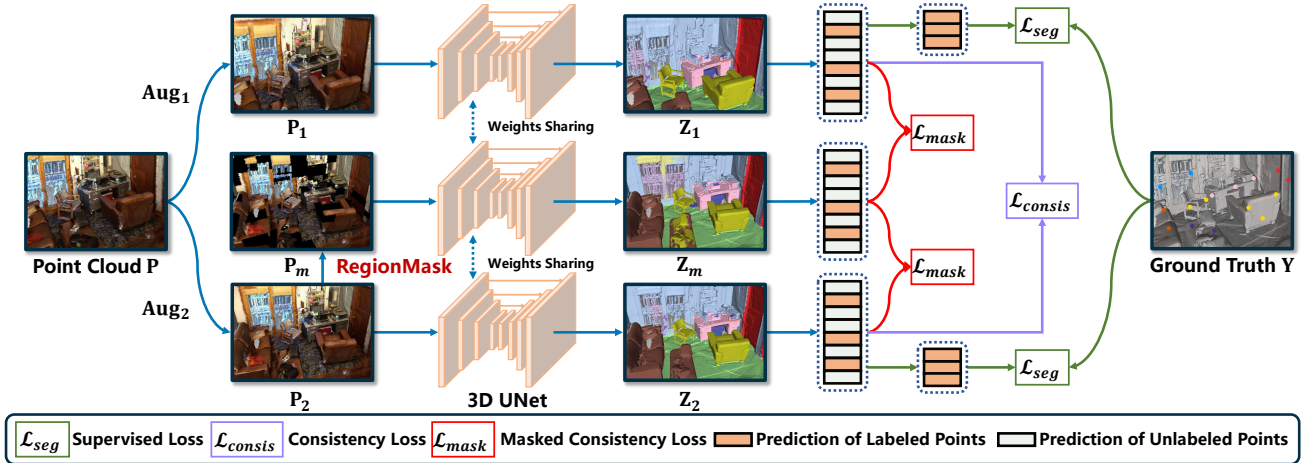 Aug₁
P₁
Weights Sharing
Z₁
ℒseg
ℒmask
Point Cloud P
Pₘ
RegionMask
Weights Sharing
Zₘ
ℒmask
ℒconsis
Ground Truth Y
Aug₂
P₂
3D UNet
Z₂
ℒseg
ℒseg Supervised Loss ℒconsis Consistency Loss ℒmask Masked Consistency Loss Prediction of Labeled Points Prediction of Unlabeled Points